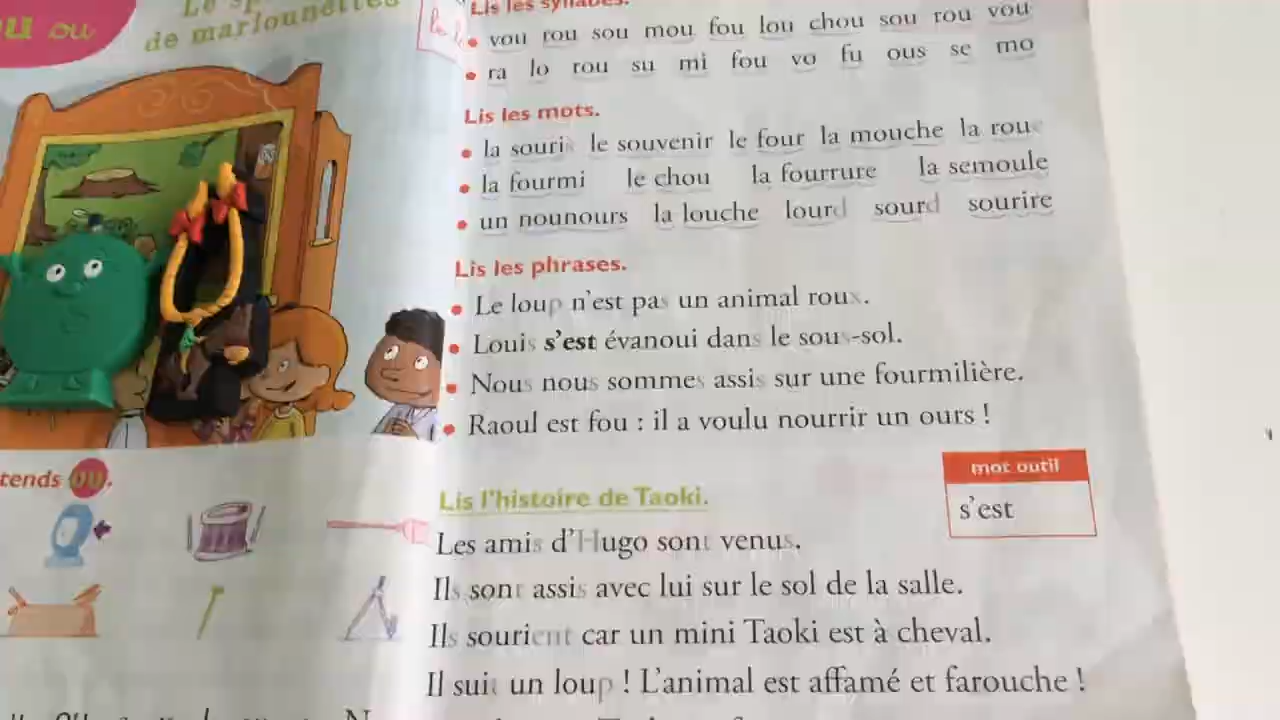 ou
de marionnettes
Lis les syllabes.
vou rou sou mou fou lou chou sou rou vou
ra lo rou su mi fou vo fu ous se mo
Lis les mots.
la souris le souvenir le four la mouche la roue
la fourmi le chou la fourrure la semoule
un nounours la louche lourd sourd sourire
Lis les phrases.
Le loup n'est pas un animal roux.
Louis s'est évanoui dans le sous-sol.
Nous nous sommes assis sur une fourmilière.
Raoul est fou : il a voulu nourrir un ours !
tends ou.
mot outil
s'est
Lis l'histoire de Taoki.
Les amis d'Hugo sont venus.
Ils sont assis avec lui sur le sol de la salle.
Ils sourient car un mini Taoki est à cheval.
Il suit un loup ! L'animal est affamé et farouche !